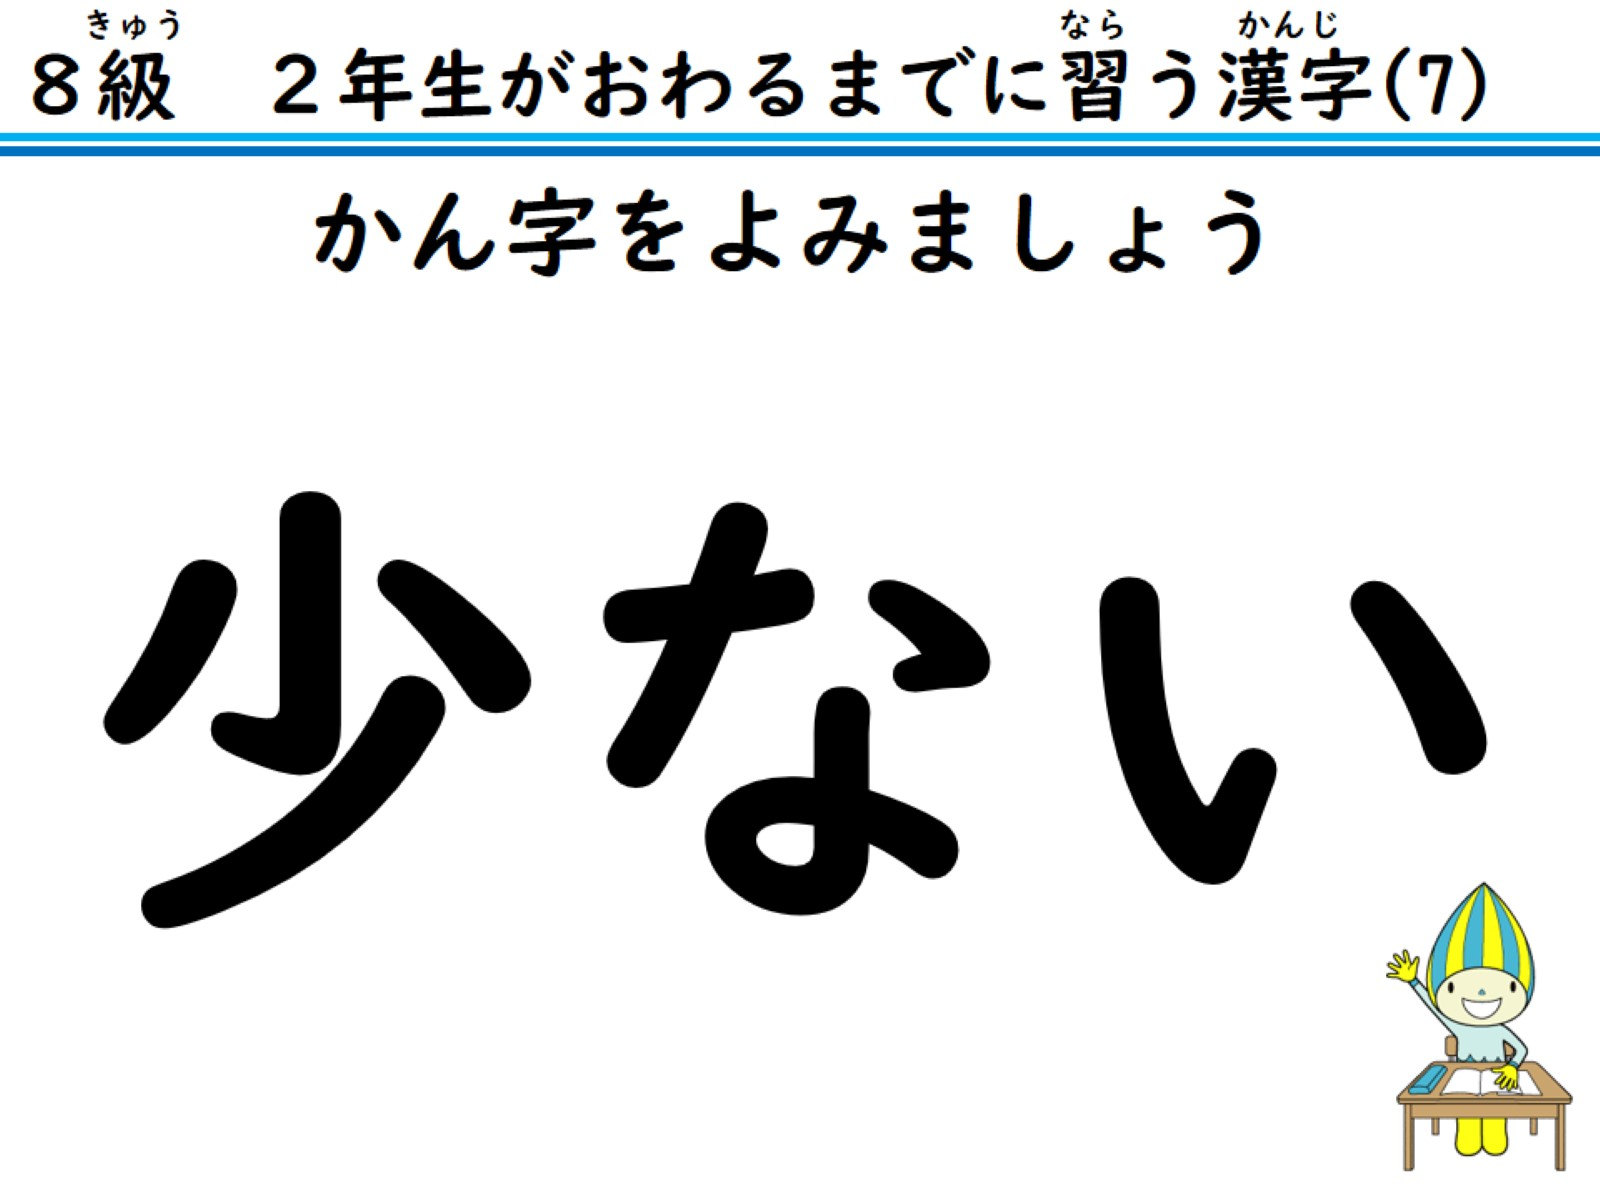 きゅう なら かんじ
８級　２年生がおわるまでに習う漢字(7)
かん字をよみましょう
少ない